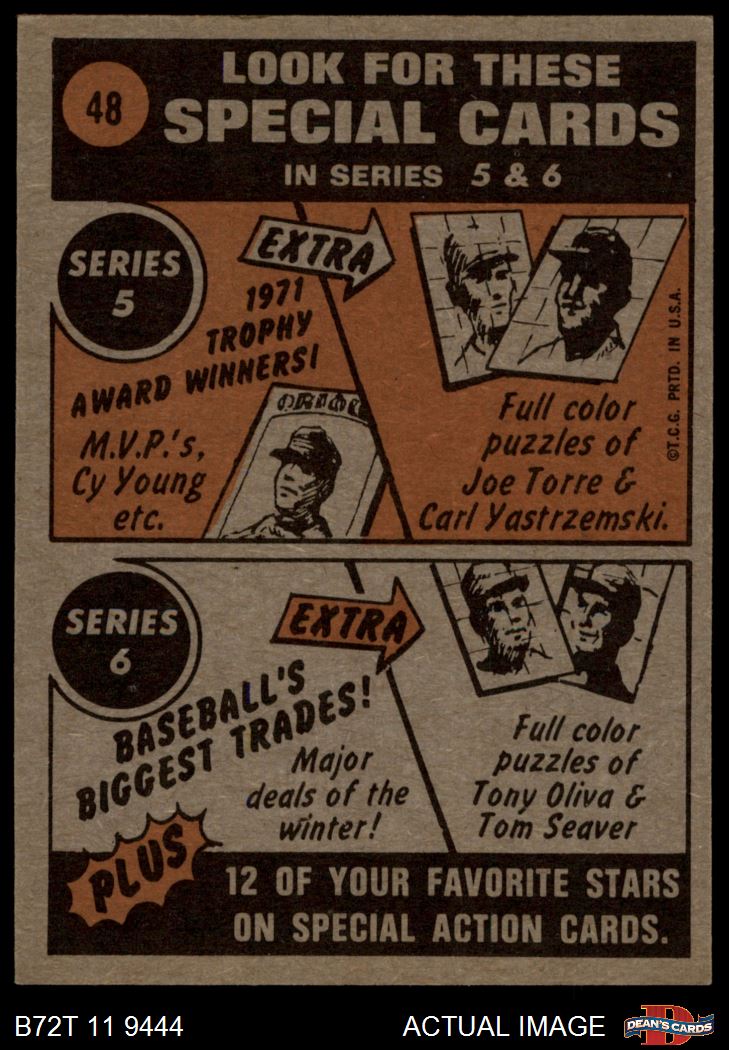 48
LOOK FOR THESE
SPECIAL CARDS
IN SERIES 5 & 6
SERIES
5
EXTRA
1971
TROPHY
AWARD WINNERS!
M.V.P.'s,
Cy Young
etc.
Full color
puzzles of
Joe Torre &
Carl Yastrzemski.
©T.C.G. PRTD. IN U.S.A.
SERIES
6
EXTRA
BASEBALL'S
BIGGEST TRADES!
Major
deals of the
winter!
Full color
puzzles of
Tony Oliva &
Tom Seaver
PLUS
12 OF YOUR FAVORITE STARS
ON SPECIAL ACTION CARDS.
B72T 11 9444
ACTUAL IMAGE
DEAN'S CARDS